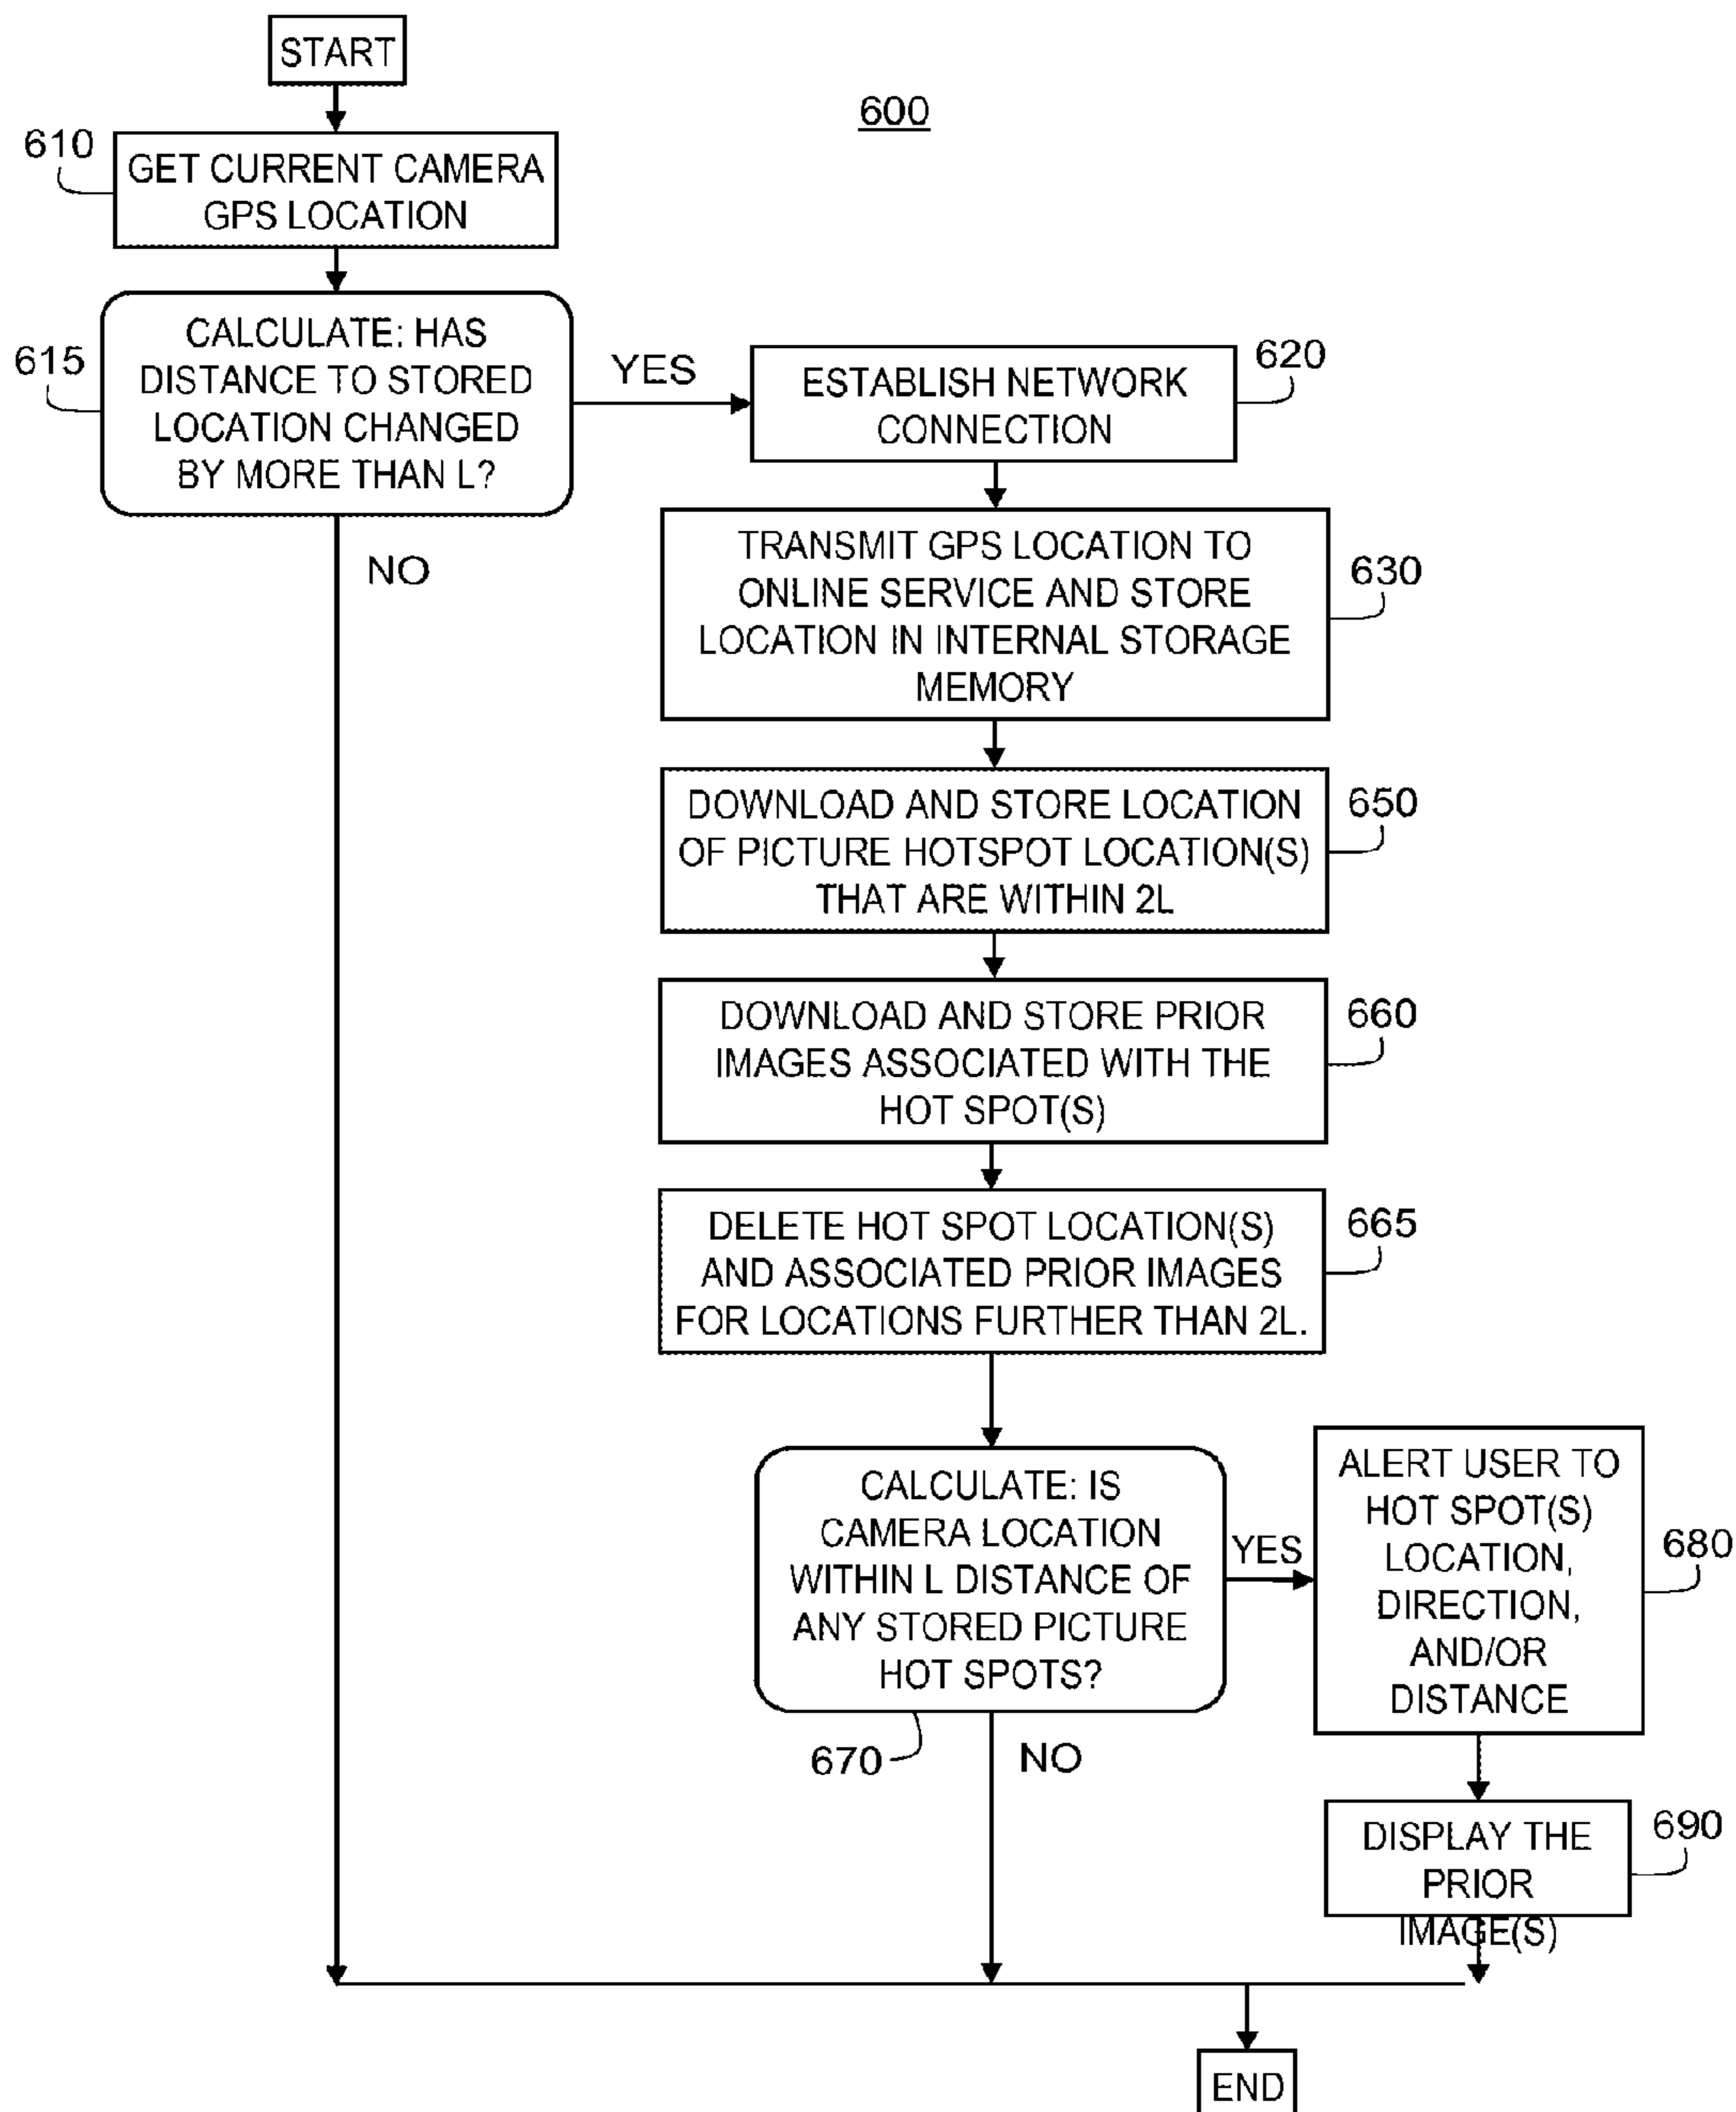 START
600
610
GET CURRENT CAMERA
GPS LOCATION
615
CALCULATE: HAS
DISTANCE TO STORED
LOCATION CHANGED
BY MORE THAN L?
YES
NO
620
ESTABLISH NETWORK
CONNECTION
TRANSMIT GPS LOCATION TO
ONLINE SERVICE AND STORE
LOCATION IN INTERNAL STORAGE
MEMORY
630
DOWNLOAD AND STORE LOCATION
OF PICTURE HOTSPOT LOCATION(S)
THAT ARE WITHIN 2L
650
DOWNLOAD AND STORE PRIOR
IMAGES ASSOCIATED WITH THE
HOT SPOT(S)
660
DELETE HOT SPOT LOCATION(S)
AND ASSOCIATED PRIOR IMAGES
FOR LOCATIONS FURTHER THAN 2L.
665
CALCULATE: IS
CAMERA LOCATION
WITHIN L DISTANCE OF
ANY STORED PICTURE
HOT SPOTS?
670
YES
NO
ALERT USER TO
HOT SPOT(S)
LOCATION,
DIRECTION,
AND/OR
DISTANCE
680
DISPLAY THE
PRIOR
IMAGE(S)
690
END